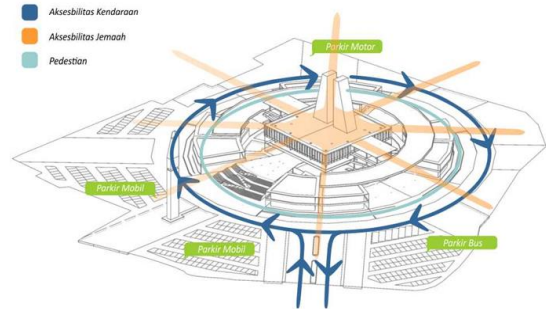 Aksesbilitas Kendaraan
Aksesbilitas Jemaah
Pedestian
Parkir Motor
Parkir Mobil
Parkir Mobil
Parkir Bus